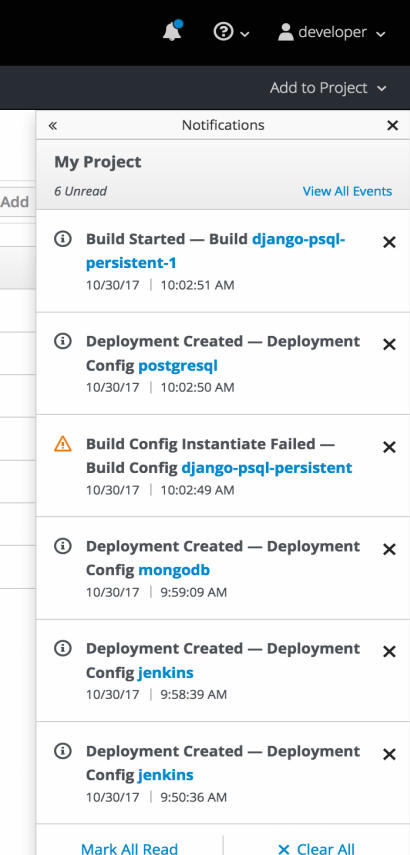 developer
Add to Project
Notifications
My Project
6 Unread
View All Events
Add
Build Started — Build django-psql-
persistent-1
10/30/17 | 10:02:51 AM
Deployment Created — Deployment
Config postgresql
10/30/17 | 10:02:50 AM
Build Config Instantiate Failed —
Build Config django-psql-persistent
10/30/17 | 10:02:49 AM
Deployment Created — Deployment
Config mongodb
10/30/17 | 9:59:09 AM
Deployment Created — Deployment
Config jenkins
10/30/17 | 9:58:39 AM
Deployment Created — Deployment
Config jenkins
10/30/17 | 9:50:36 AM
Mark All Read
Clear All